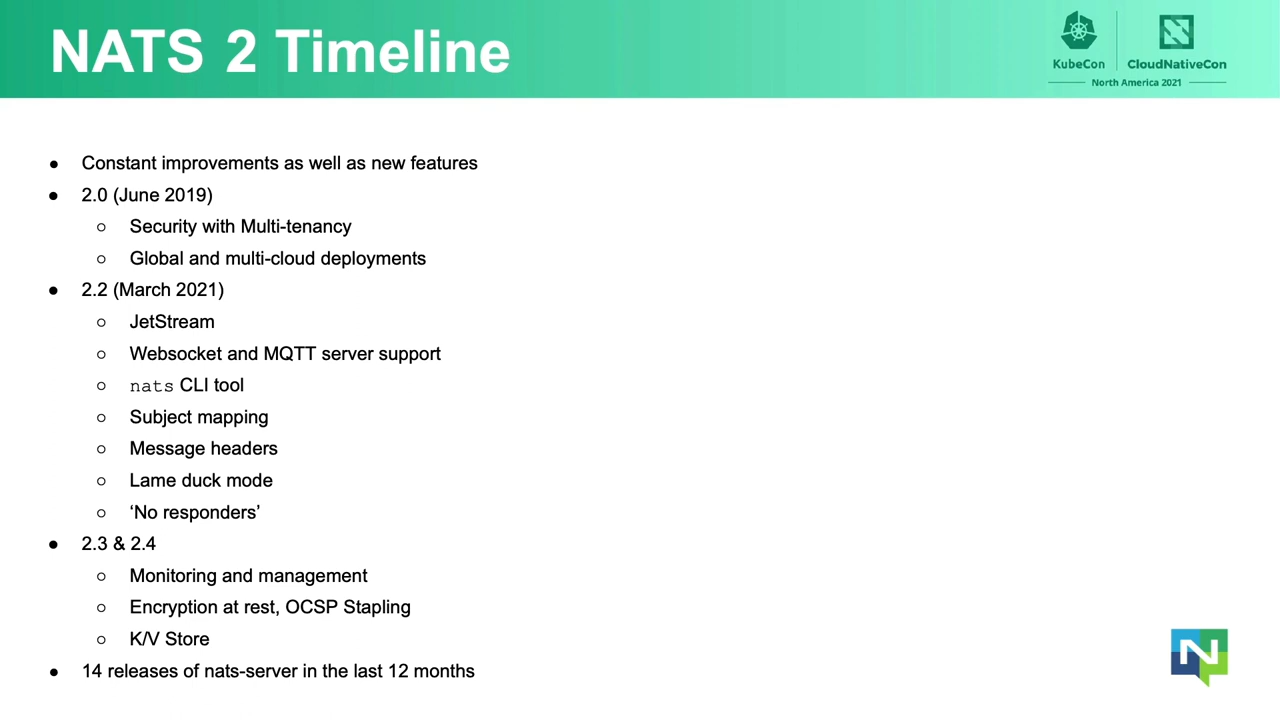 NATS 2 Timeline
KubeCon
CloudNativeCon
North America 2021
● Constant improvements as well as new features
● 2.0 (June 2019)
○ Security with Multi-tenancy
○ Global and multi-cloud deployments
● 2.2 (March 2021)
○ JetStream
○ Websocket and MQTT server support
○ nats CLI tool
○ Subject mapping
○ Message headers
○ Lame duck mode
○ ‘No responders’
● 2.3 & 2.4
○ Monitoring and management
○ Encryption at rest, OCSP Stapling
○ K/V Store
● 14 releases of nats-server in the last 12 months
N